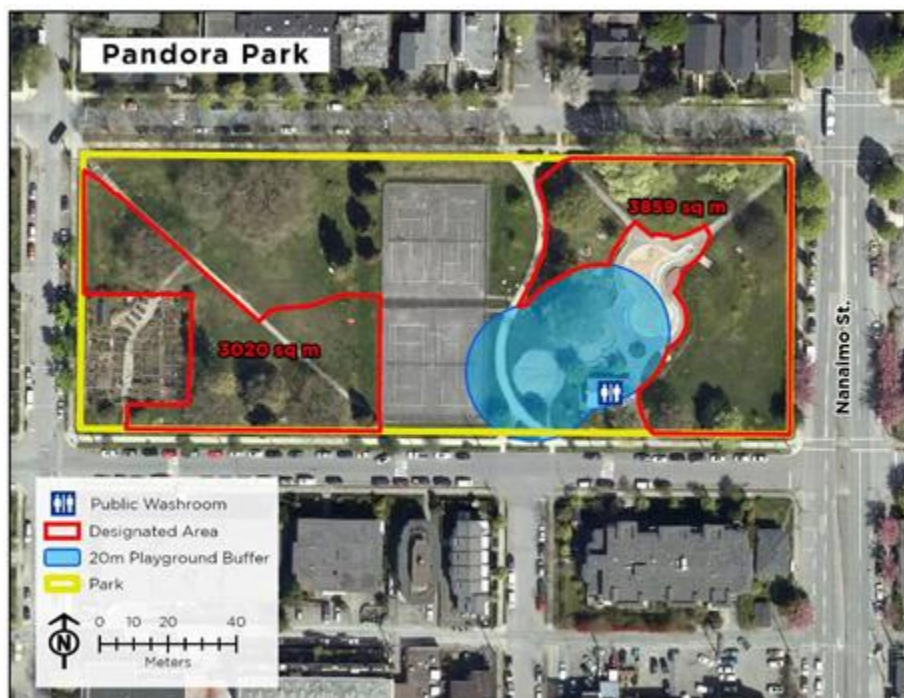 Pandora Park
3859 sq m
3020 sq m
Nanaimo St.
Public Washroom
Designated Area
20m Playground Buffer
Park
N
0 10 20 40
Meters